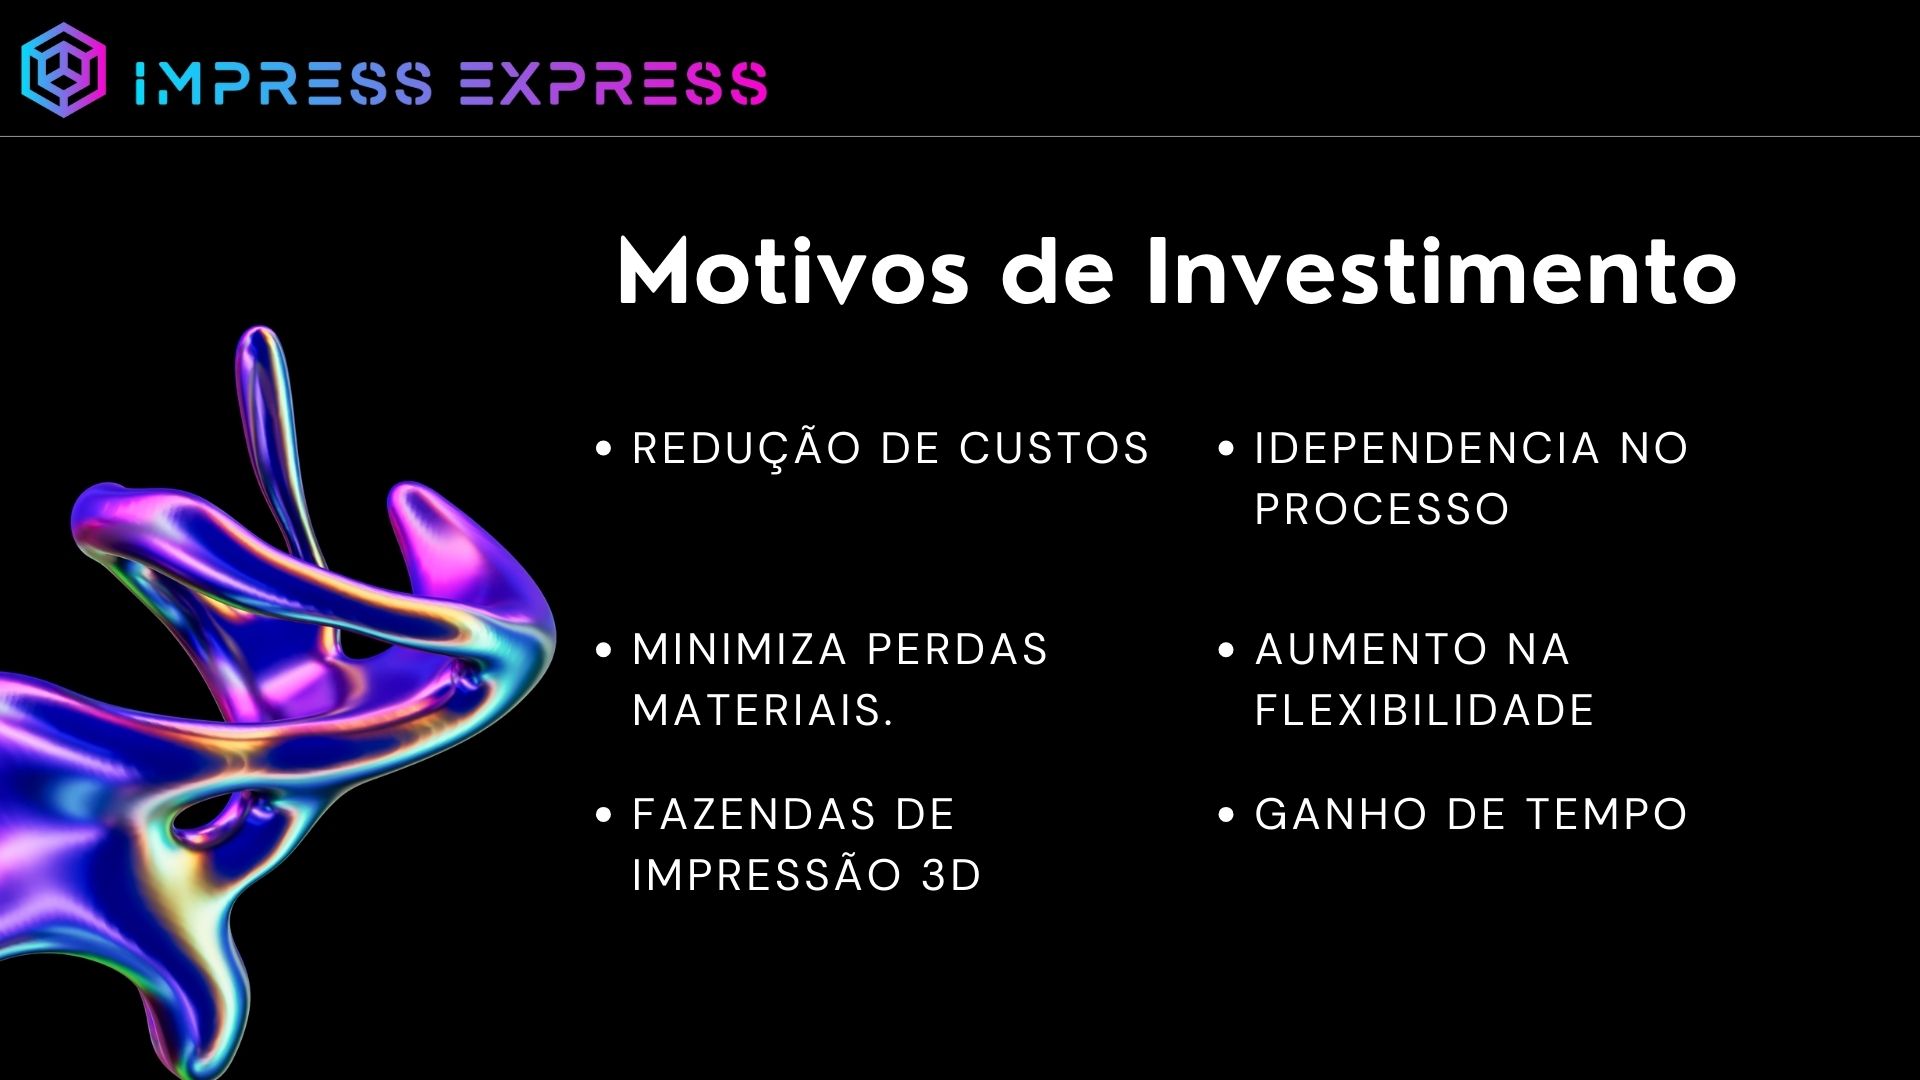 IMPRESS EXPRESS
Motivos de Investimento
REDUÇÃO DE CUSTOS
IDEPENDENCIA NO
PROCESSO
MINIMIZA PERDAS
MATERIAIS.
AUMENTO NA
FLEXIBILIDADE
FAZENDAS DE
IMPRESSÃO 3D
GANHO DE TEMPO